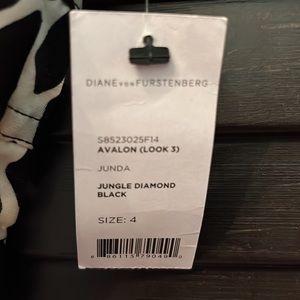 DIANE VON FURSTENBERG
S8523025F14
AVALON (LOOK 3)
JUNDA
JUNGLE DIAMOND
BLACK
SIZE: 4